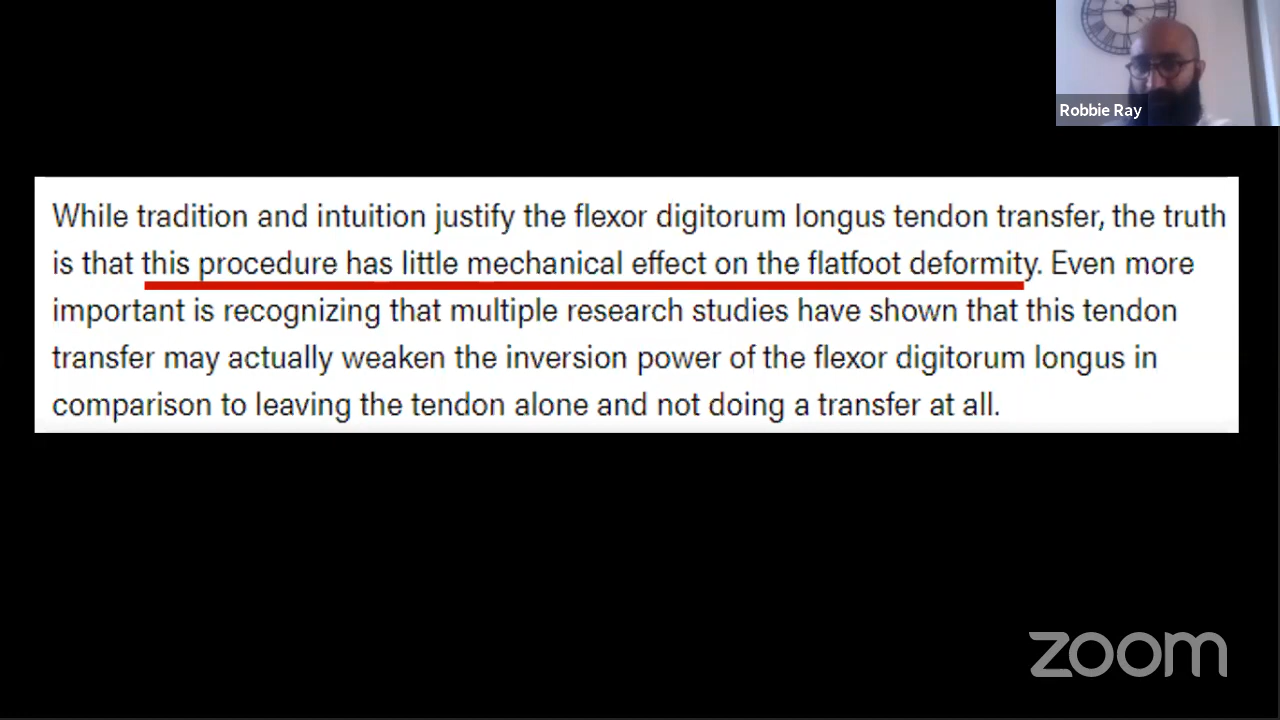 Robbie Ray
While tradition and intuition justify the flexor digitorum longus tendon transfer, the truth
is that this procedure has little mechanical effect on the flatfoot deformity. Even more
important is recognizing that multiple research studies have shown that this tendon
transfer may actually weaken the inversion power of the flexor digitorum longus in
comparison to leaving the tendon alone and not doing a transfer at all.
zoom